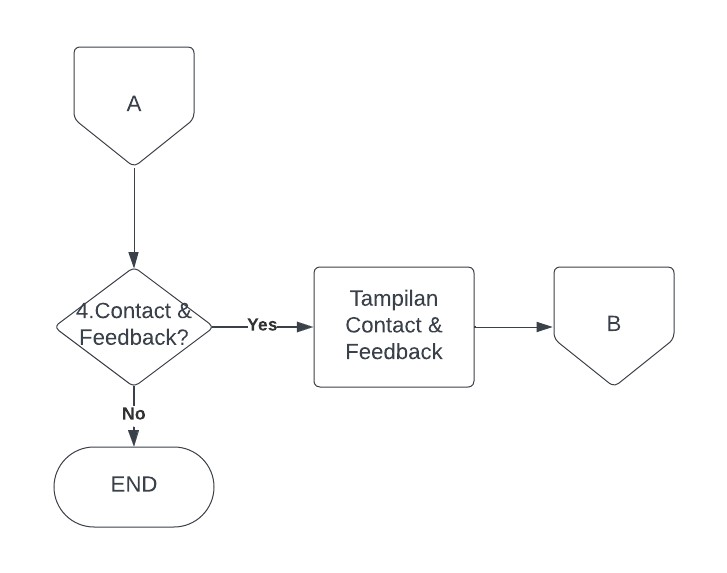 A
4.Contact &
Feedback?
Yes
Tampilan
Contact &
Feedback
B
No
END